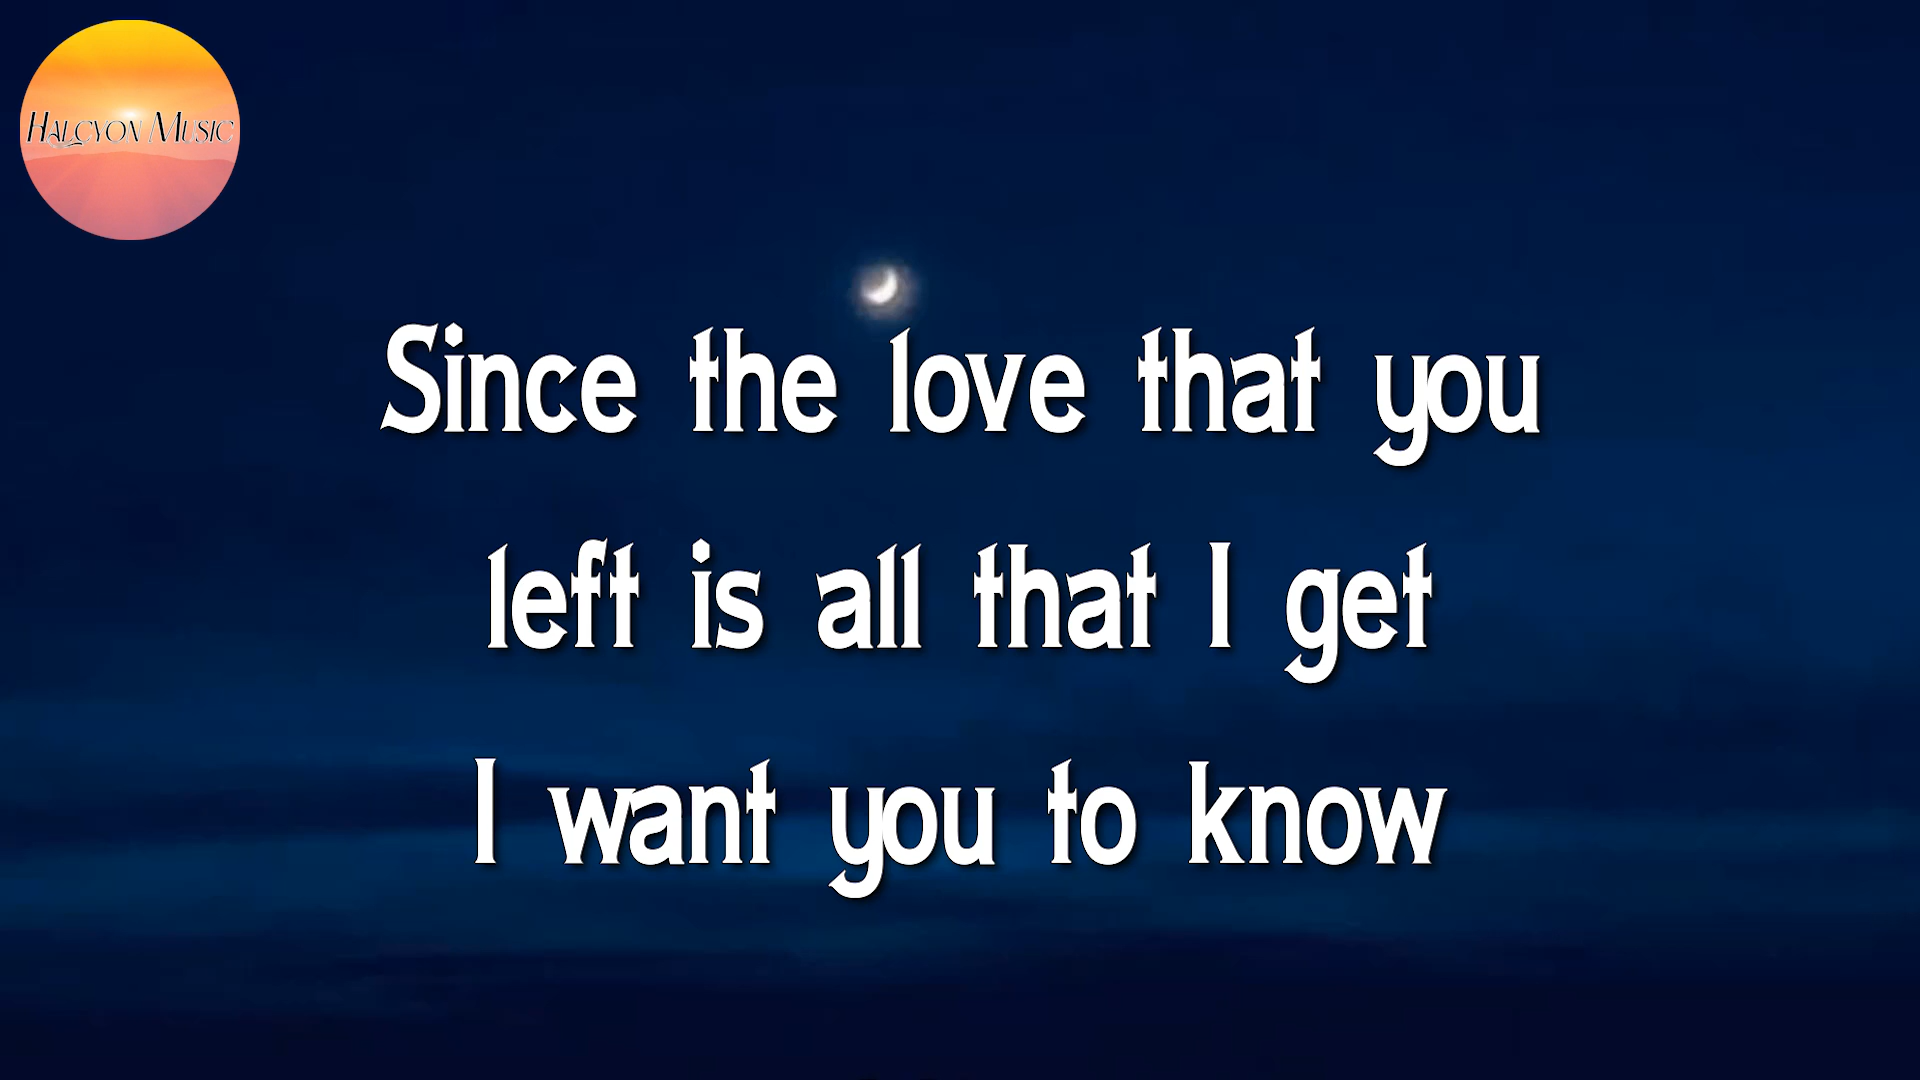 Halcyon Music
Since the love that you
left is all that I get
I want you to know